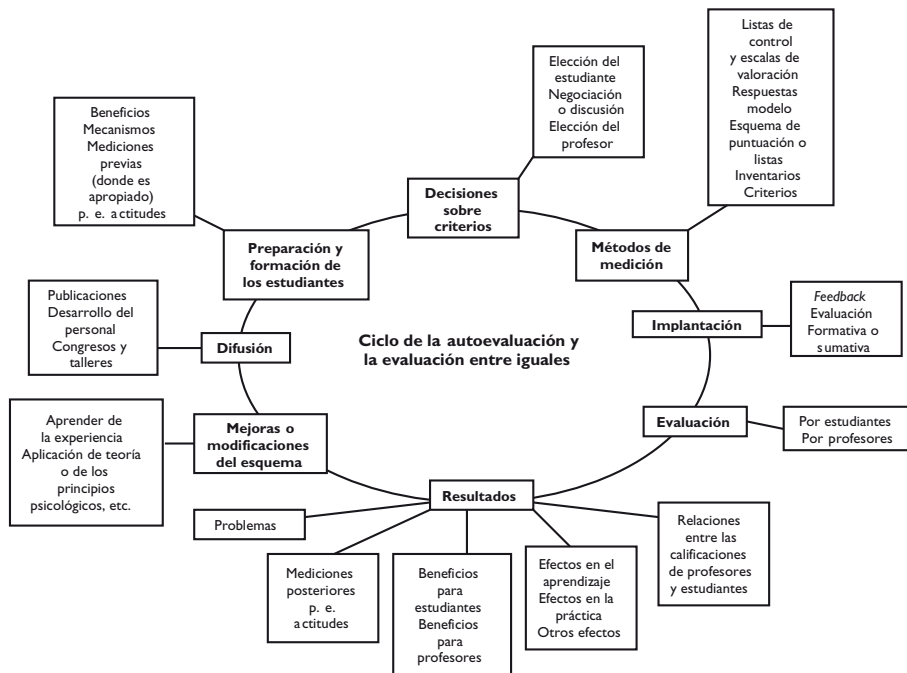 Listas de
control
y escalas de
valoración
Respuestas
modelo
Esquema de
puntuación o
listas
Inventarios
Criterios
Elección del
estudiante
Negociación
o discusión
Elección del
profesor
Beneficios
Mecanismos
Mediciones
previas
(donde es
apropiado)
p. e. actitudes
Decisiones
sobre
criterios
Preparación y
formación de
los estudiantes
Métodos de
medición
Publicaciones
Desarrollo del
personal
Congresos y
talleres
Difusión
Ciclo de la autoevaluación y
la evaluación entre iguales
Implantación
Feedback
Evaluación
Formativa o
sumativa
Aprender de
la experiencia
Aplicación de teoría
o de los
principios
psicológicos, etc.
Mejoras o
modificaciones
del esquema
Evaluación
Por estudiantes
Por profesores
Resultados
Problemas
Mediciones
posteriores
p. e.
actitudes
Beneficios
para
estudiantes
Beneficios
para
profesores
Efectos en el
aprendizaje
Efectos en la
práctica
Otros efectos
Relaciones
entre las
calificaciones
de profesores
y estudiantes